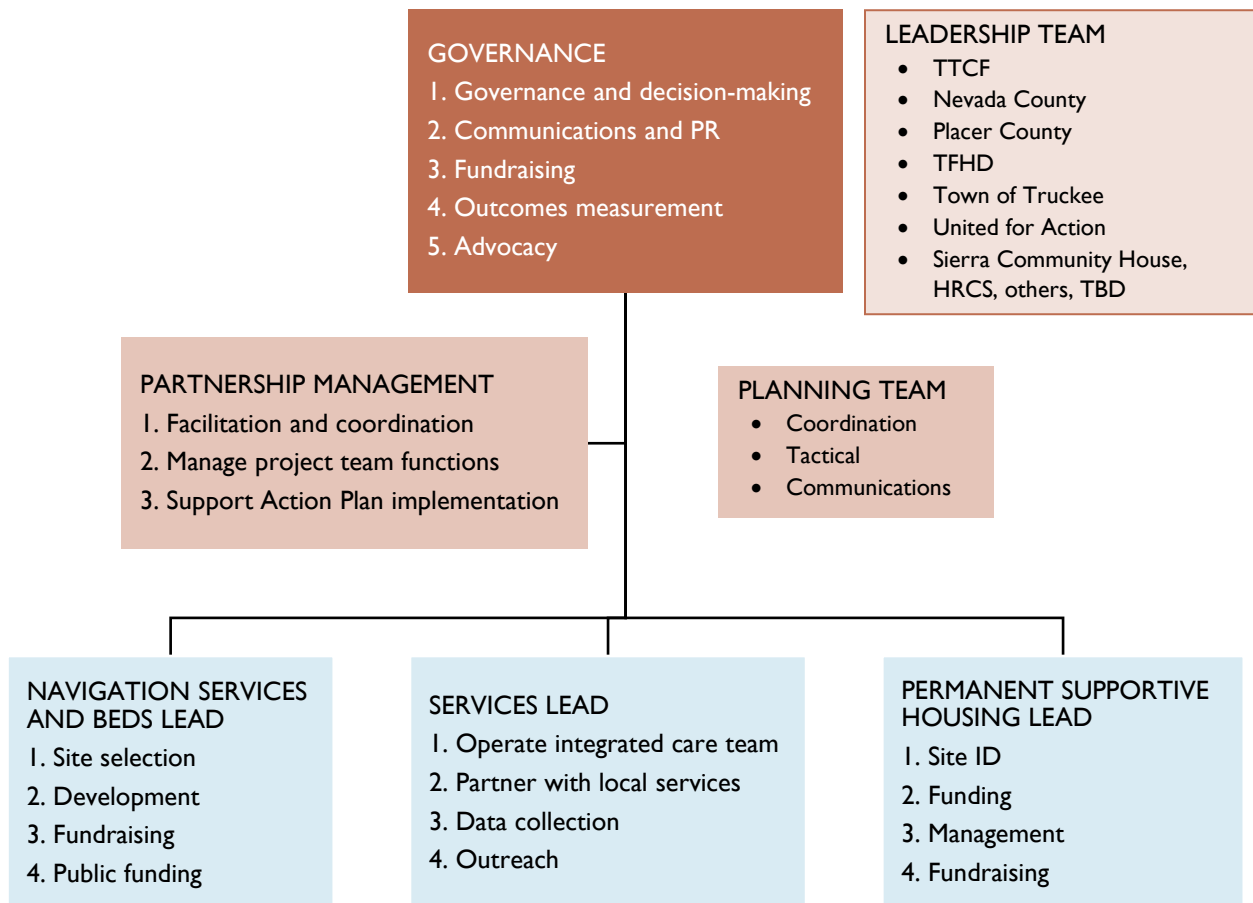 GOVERNANCE
1. Governance and decision-making
2. Communications and PR
3. Fundraising
4. Outcomes measurement
5. Advocacy
LEADERSHIP TEAM
• TTCF
• Nevada County
• Placer County
• TFHD
• Town of Truckee
• United for Action
• Sierra Community House,
HRCS, others, TBD
PARTNERSHIP MANAGEMENT
1. Facilitation and coordination
2. Manage project team functions
3. Support Action Plan implementation
PLANNING TEAM
• Coordination
• Tactical
• Communications
NAVIGATION SERVICES
AND BEDS LEAD
1. Site selection
2. Development
3. Fundraising
4. Public funding
SERVICES LEAD
1. Operate integrated care team
2. Partner with local services
3. Data collection
4. Outreach
PERMANENT SUPPORTIVE
HOUSING LEAD
1. Site ID
2. Funding
3. Management
4. Fundraising